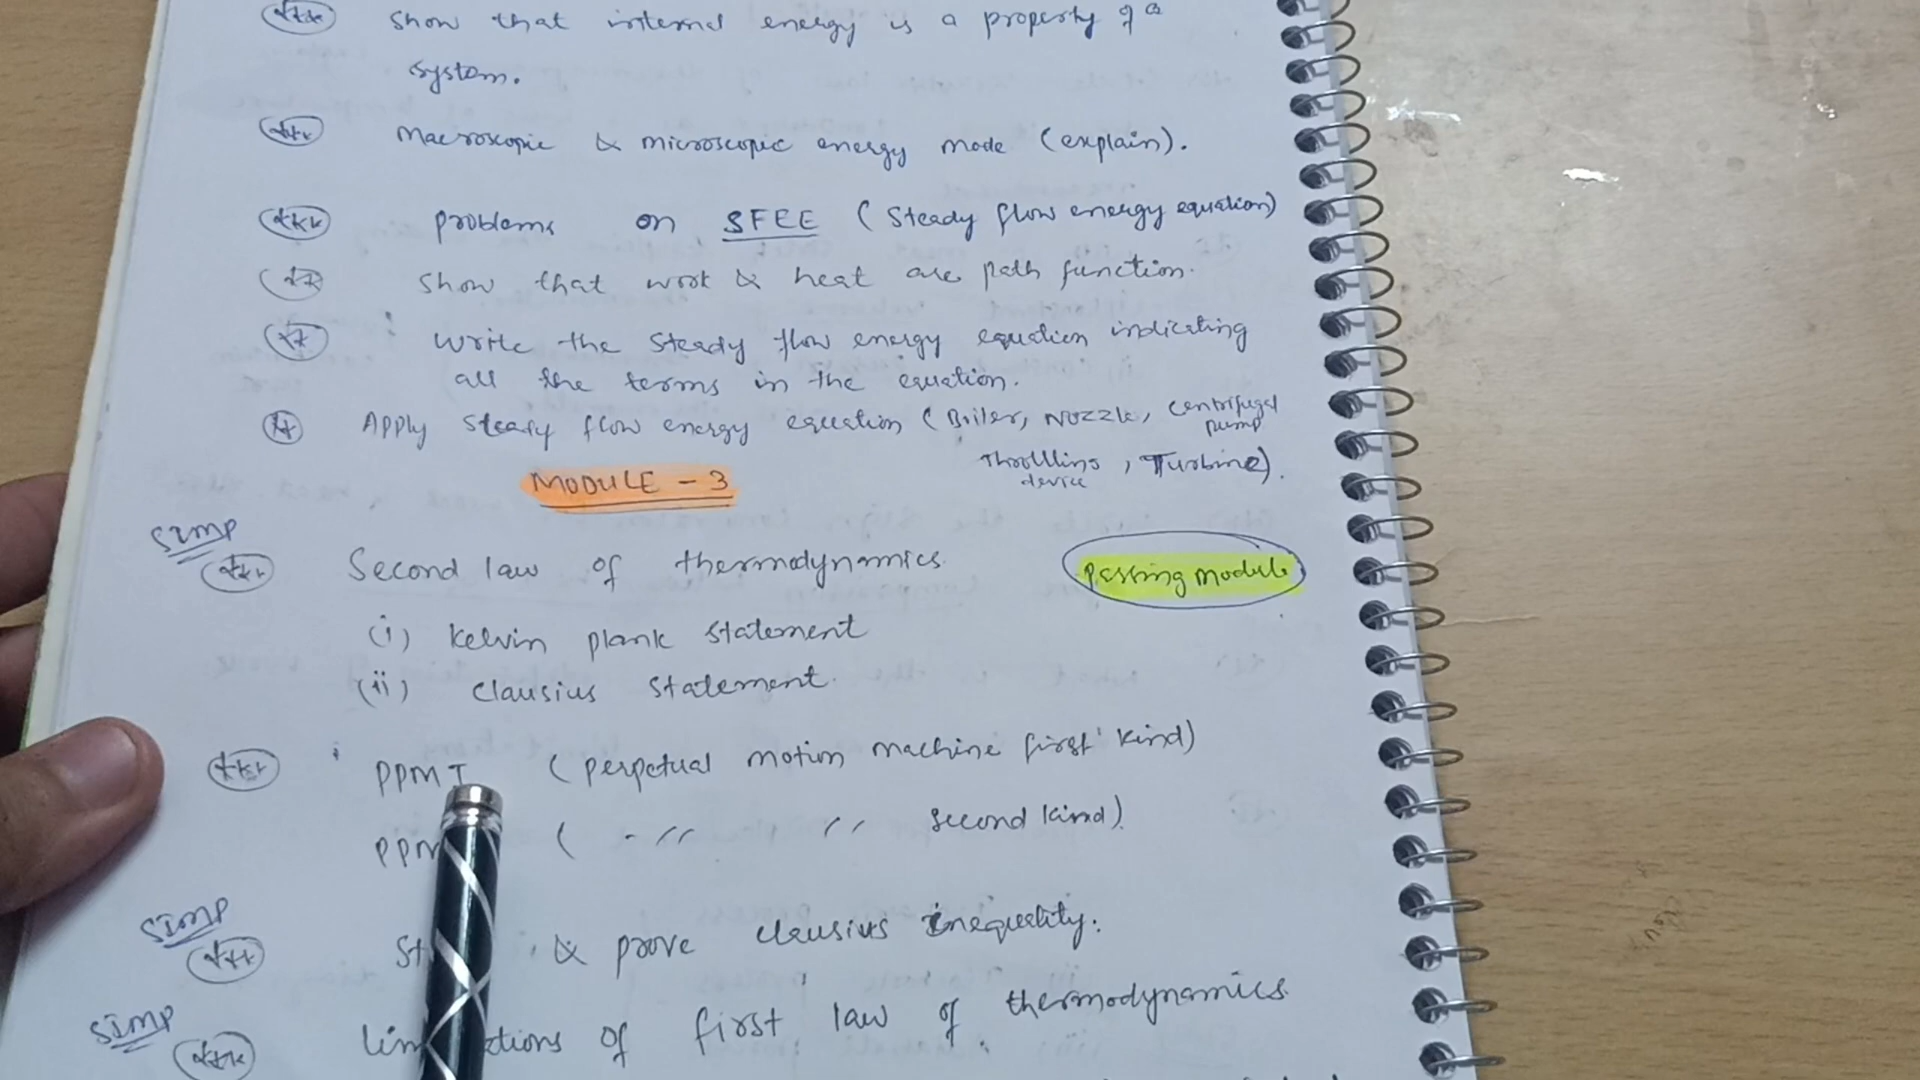 *** Show that internal energy is a property of a
system.
*** Macroscopic & microscopic energy mode (explain).
*** problems on SFEE (Steady flow energy equation)
** Show that work & heat are path function.
** Write the Steady flow energy equation indicating
all the terms in the equation.
** Apply steady flow energy equation (Boiler, Nozzle, centrifugal
pump
Throttling, Turbine).
device
MODULE - 3
SIMP
*** Second law of thermodynamics. passing module
(i) kelvin plank statement
(ii) clausius statement.
*** PPM I (perpetual motion machine first kind)
PPM ( - ,, ,, second kind).
SIMP
*** & prove clausius inequality.
SIMP
*** of first law of thermodynamics.